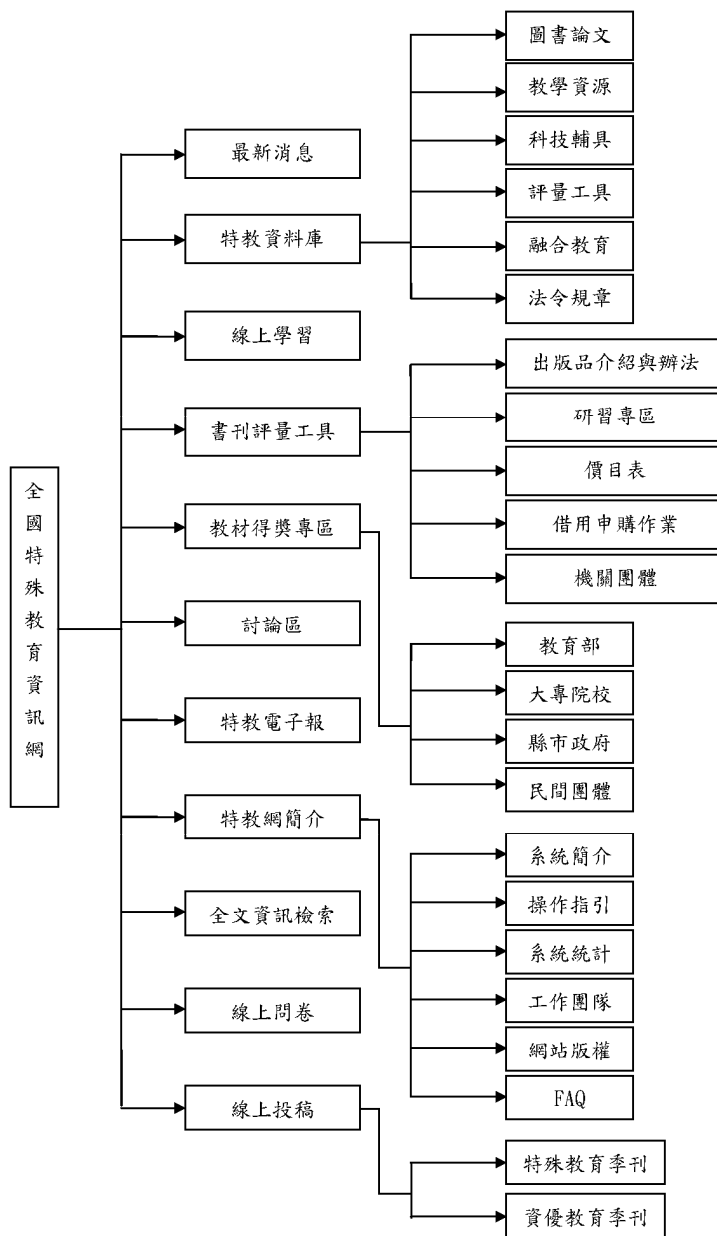 全國特殊教育資訊網
最新消息
特教資料庫
圖書論文
教學資源
科技輔具
評量工具
融合教育
法令規章
線上學習
書刊評量工具
出版品介紹與辦法
研習專區
價目表
借用申購作業
機關團體
教材得獎專區
教育部
大專院校
縣市政府
民間團體
討論區
特教電子報
特教網簡介
系統簡介
操作指引
系統統計
工作團隊
網站版權
FAQ
全文資訊檢索
線上問卷
線上投稿
特殊教育季刊
資優教育季刊